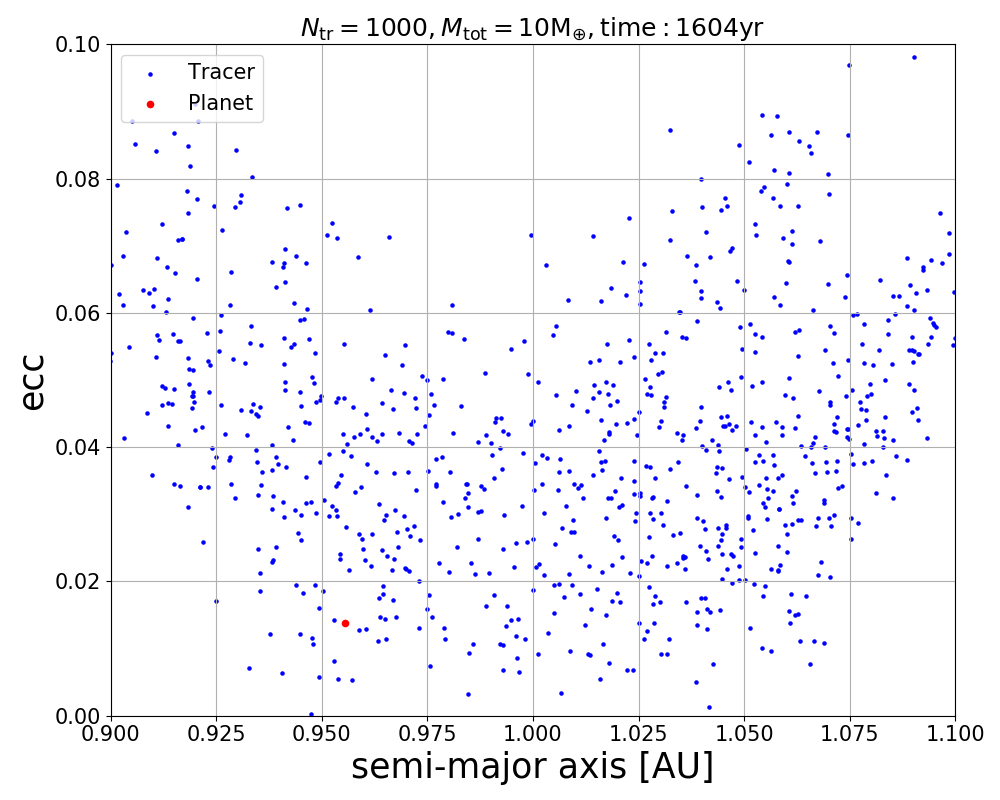 N_tr = 1000, M_tot = 10M_⊕, time : 1604yr
Tracer
Planet
ecc
0.10
0.08
0.06
0.04
0.02
0.00
0.900 0.925 0.950 0.975 1.000 1.025 1.050 1.075 1.100
semi-major axis [AU]